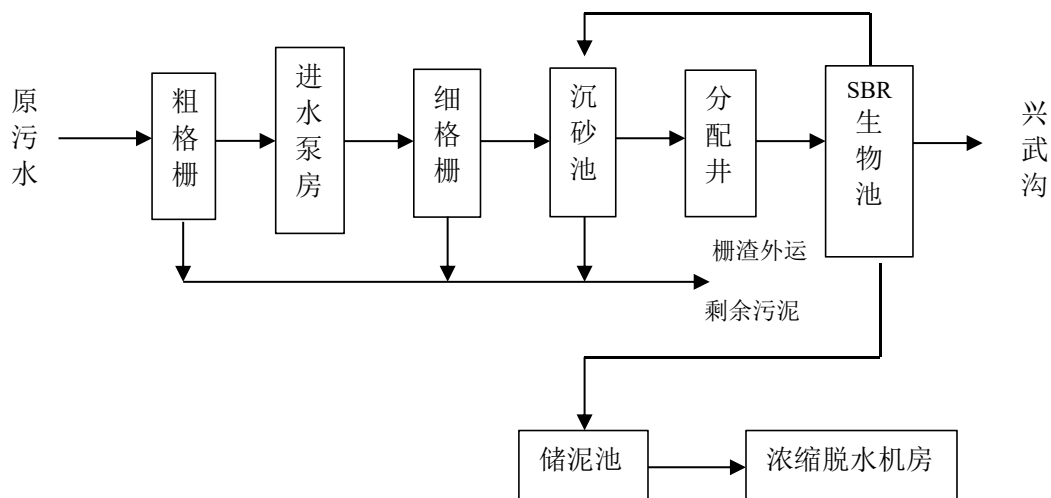 原污水
粗格栅
进水泵房
细格栅
沉砂池
分配井
SBR
生物池
兴武沟
栅渣外运
剩余污泥
储泥池
浓缩脱水机房